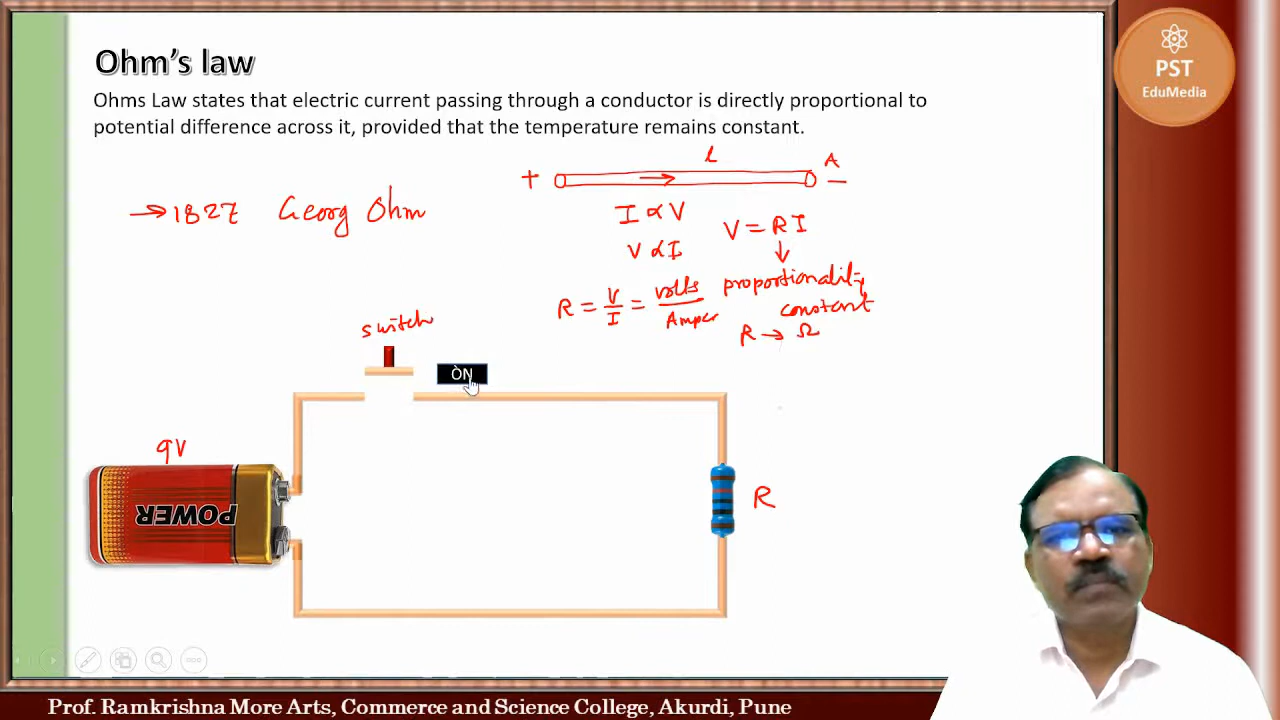 Ohm's law
PST
EduMedia
Ohms Law states that electric current passing through a conductor is directly proportional to
potential difference across it, provided that the temperature remains constant.
l
A
+
—
→ 1827 Georg Ohm
I ∝ V
V = R I
V ∝ I
↓
proportionality
constant
R = V/I = volts/Amper
R → Ω
switch
ÒN
9V
POWER
R
Prof. Ramkrishna More Arts, Commerce and Science College, Akurdi, Pune